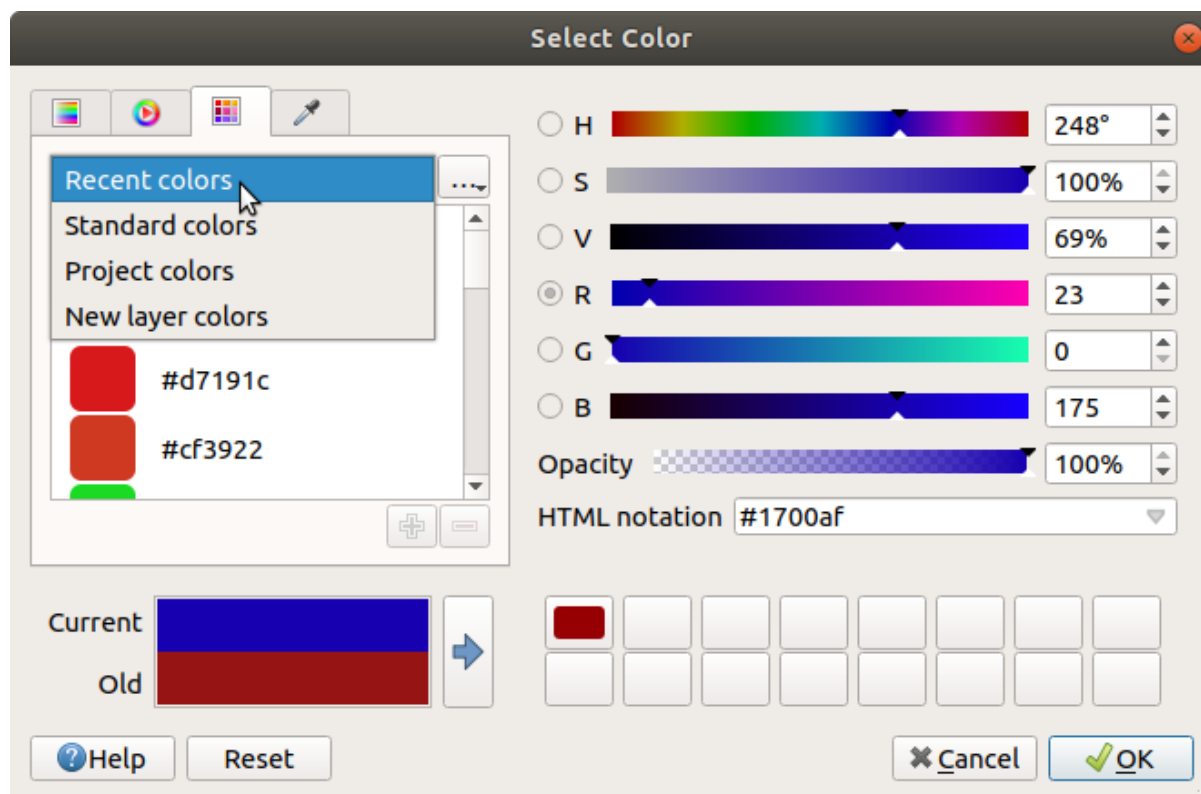 Select Color
Recent colors
...
Standard colors
Project colors
New layer colors
#d7191c
#cf3922
H 248°
S 100%
V 69%
R 23
G 0
B 175
Opacity 100%
HTML notation #1700af
Current
Old
?Help
Reset
Cancel
OK